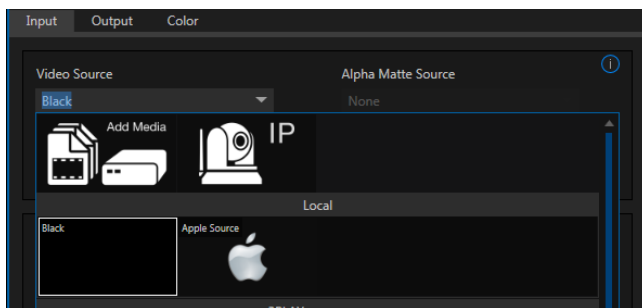 Input Output Color
Video Source Alpha Matte Source
Black None
Add Media IP
Local
Black Apple Source